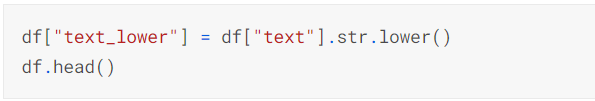 df["text_lower"] = df["text"].str.lower()
df.head()